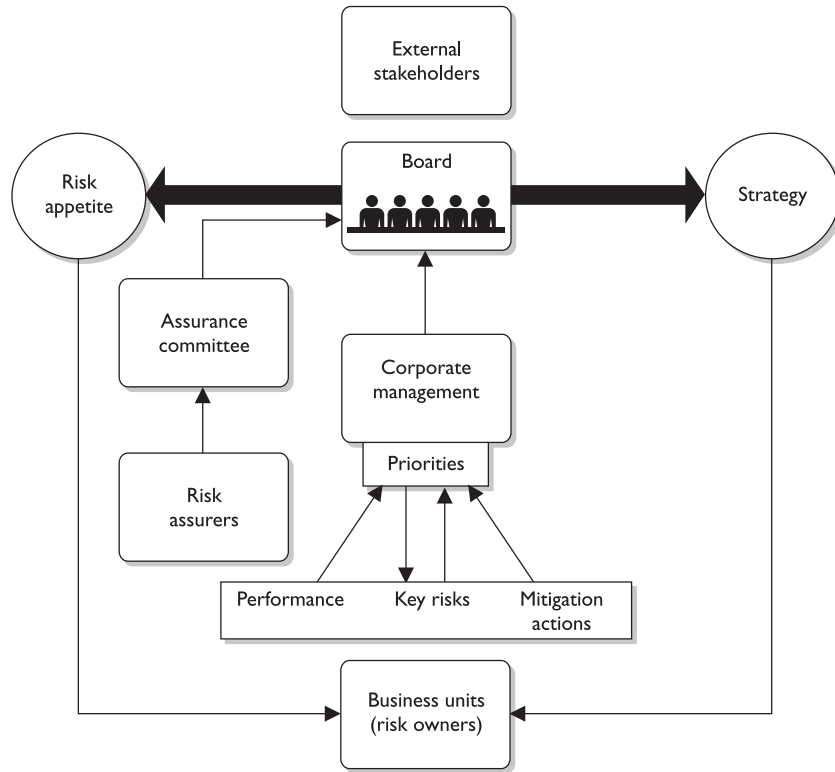 External
stakeholders
Board
Risk
appetite
Strategy
Assurance
committee
Corporate
management
Priorities
Risk
assurers
Performance
Key risks
Mitigation
actions
Business units
(risk owners)